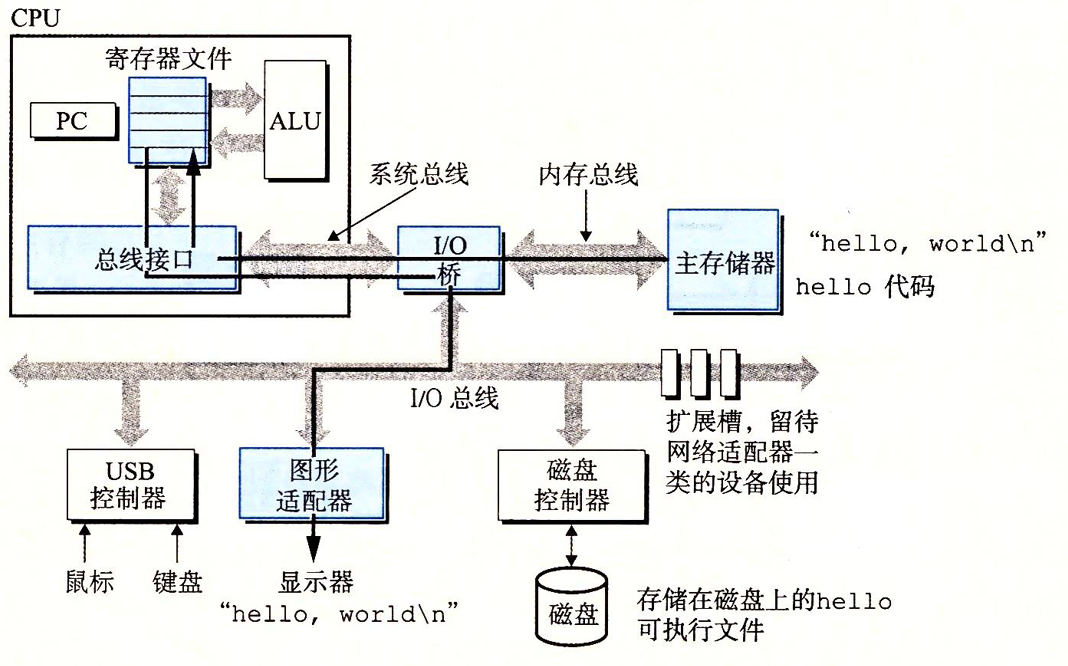 CPU
寄存器文件
PC
ALU
系统总线
内存总线
总线接口
I/O
桥
主存储器
“hello, world\n”
hello 代码
I/O 总线
扩展槽，留待
网络适配器一
类的设备使用
USB
控制器
图形
适配器
磁盘
控制器
鼠标
键盘
显示器
“hello, world\n”
磁盘
存储在磁盘上的hello
可执行文件